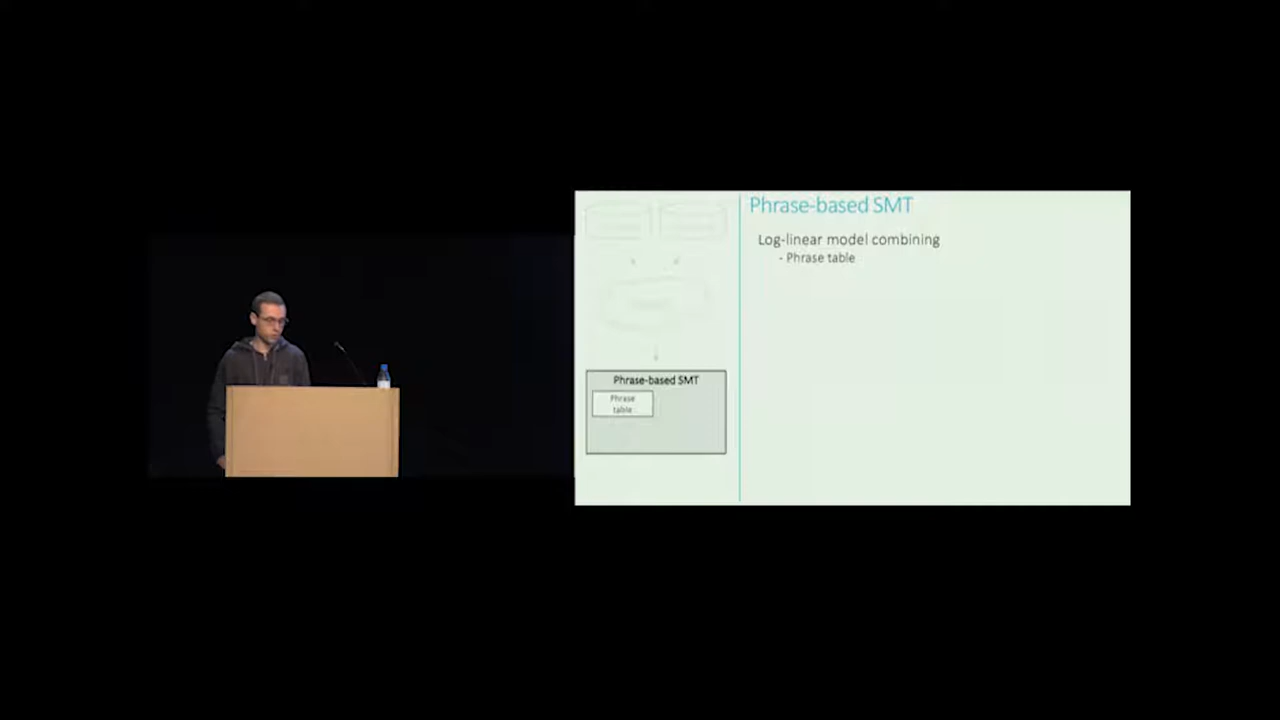 Phrase-based SMT
Log-linear model combining
- Phrase table
Phrase-based SMT
Phrase
table